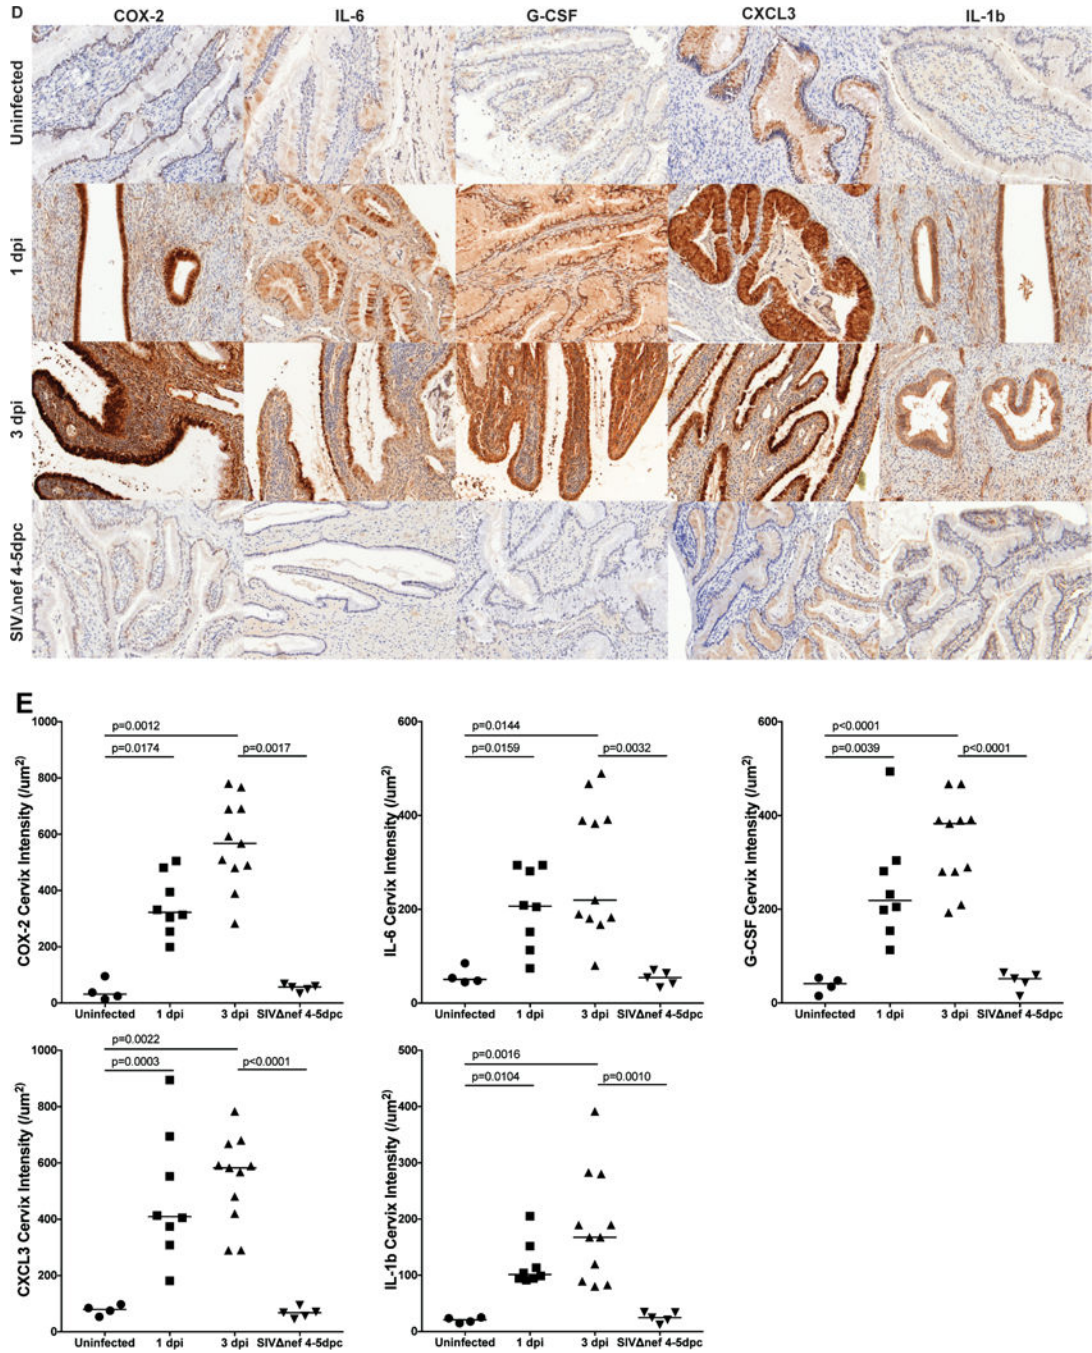 D
COX-2 IL-6 G-CSF CXCL3 IL-1b
Uninfected
1 dpi
3 dpi
SIVΔnef 4-5dpc
E
COX-2 Cervix Intensity (/um²)
1000
800
600
400
200
0
p=0.0012
p=0.0174 p=0.0017
Uninfected 1 dpi 3 dpi SIVΔnef 4-5dpc
IL-6 Cervix Intensity (/um²)
600
400
200
0
p=0.0144
p=0.0159 p=0.0032
Uninfected 1 dpi 3 dpi SIVΔnef 4-5dpc
G-CSF Cervix Intensity (/um²)
600
400
200
0
p<0.0001
p=0.0039 p<0.0001
Uninfected 1 dpi 3 dpi SIVΔnef 4-5dpc
CXCL3 Cervix Intensity (/um²)
1000
800
600
400
200
0
p=0.0022
p=0.0003 p<0.0001
Uninfected 1 dpi 3 dpi SIVΔnef 4-5dpc
IL-1b Cervix Intensity (/um²)
500
400
300
200
100
0
p=0.0016
p=0.0104 p=0.0010
Uninfected 1 dpi 3 dpi SIVΔnef 4-5dpc